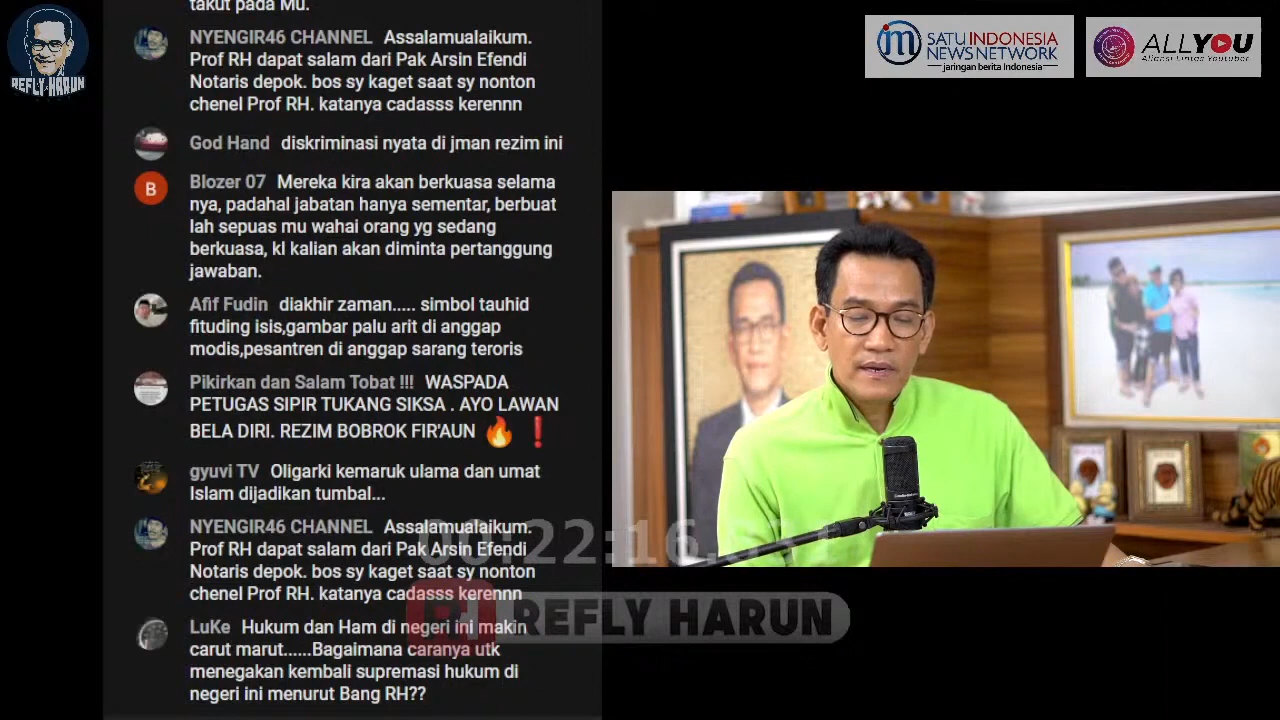 takut pada Mu.
NYENGIR46 CHANNEL Assalamualaikum.
Prof RH dapat salam dari Pak Arsin Efendi
Notaris depok. bos sy kaget saat sy nonton
chenel Prof RH. katanya cadasss kerennn
God Hand diskriminasi nyata di jman rezim ini
B
Blozer 07 Mereka kira akan berkuasa selama
nya, padahal jabatan hanya sementar, berbuat
lah sepuas mu wahai orang yg sedang
berkuasa, kl kalian akan diminta pertanggung
jawaban.
Afif Fudin diakhir zaman..... simbol tauhid
fituding isis,gambar palu arit di anggap
modis,pesantren di anggap sarang teroris
Pikirkan dan Salam Tobat !!! WASPADA
PETUGAS SIPIR TUKANG SIKSA . AYO LAWAN
BELA DIRI. REZIM BOBROK FIR'AUN 🔥 ❗
gyuvi TV Oligarki kemaruk ulama dan umat
Islam dijadikan tumbal...
NYENGIR46 CHANNEL Assalamualaikum.
Prof RH dapat salam dari Pak Arsin Efendi
Notaris depok. bos sy kaget saat sy nonton
chenel Prof RH. katanya cadasss kerennn
LuKe Hukum dan Ham di negeri ini makin
carut marut......Bagaimana caranya utk
menegakan kembali supremasi hukum di
negeri ini menurut Bang RH??
REFLY HARUN
SATU INDONESIA
NEWS NETWORK
jaringan berita Indonesia
ALLYOU
Aliansi Lintas Youtuber
REFLY HARUN